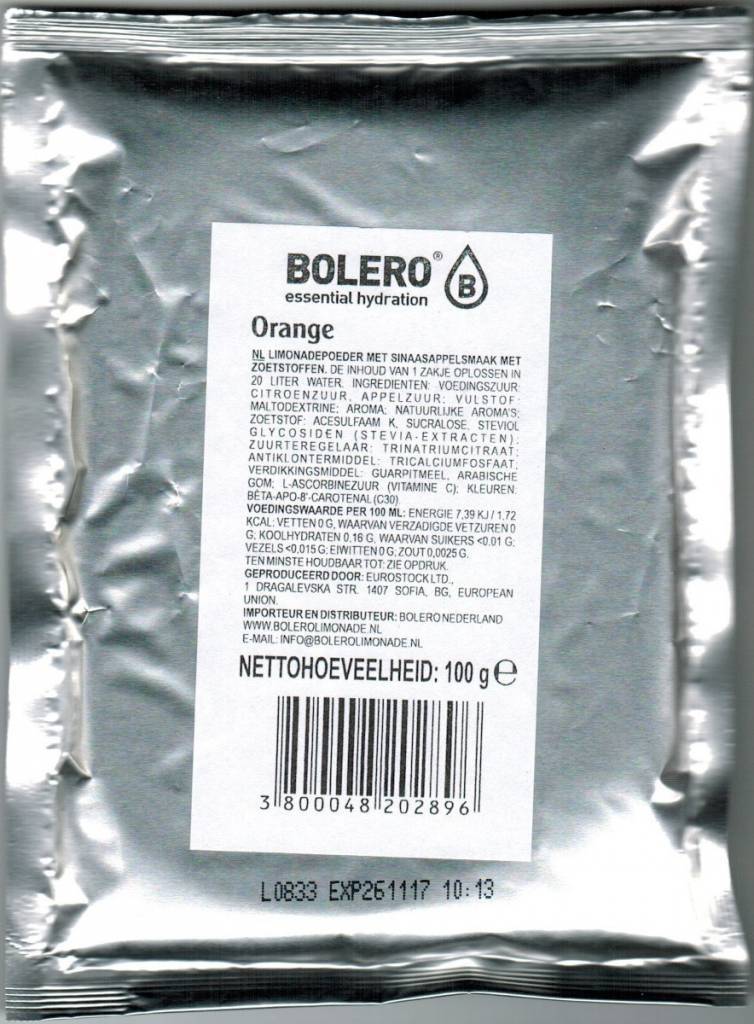 BOLERO®
B
essential hydration
Orange
NL LIMONADEPOEDER MET SINAASAPPELSMAAK MET
ZOETSTOFFEN. DE INHOUD VAN 1 ZAKJE OPLOSSEN IN
20 LITER WATER. INGREDIENTEN: VOEDINGSZUUR:
CITROENZUUR, APPELZUUR; VULSTOF:
MALTODEXTRINE; AROMA: NATUURLIJKE AROMA'S;
ZOETSTOF: ACESULFAAM K, SUCRALOSE, STEVIOL
GLYCOSIDEN (STEVIA-EXTRACTEN);
ZUURTEREGELAAR: TRINATRIUMCITRAAT;
ANTIKLONTERMIDDEL: TRICALCIUMFOSFAAT;
VERDIKKINGSMIDDEL: GUARPITMEEL, ARABISCHE
GOM; L-ASCORBINEZUUR (VITAMINE C); KLEUREN:
BÈTA-APO-8'-CAROTENAL (C30).
VOEDINGSWAARDE PER 100 ML: ENERGIE 7,39 KJ / 1,72
KCAL: VETTEN 0 G, WAARVAN VERZADIGDE VETZUREN 0
G; KOOLHYDRATEN 0,16 G, WAARVAN SUIKERS <0.01 G;
VEZELS <0,015 G; EIWITTEN 0 G, ZOUT 0,0025 G.
TEN MINSTE HOUDBAAR TOT: ZIE OPDRUK.
GEPRODUCEERD DOOR: EUROSTOCK LTD.,
1 DRAGALEVSKA STR. 1407 SOFIA, BG, EUROPEAN
UNION.
IMPORTEUR EN DISTRIBUTEUR: BOLERO NEDERLAND
WWW.BOLEROLIMONADE.NL
E-MAIL: INFO@BOLEROLIMONADE.NL
NETTOHOEVEELHEID: 100 g ℮
3 800048 202896
L0833 EXP261117 10:13